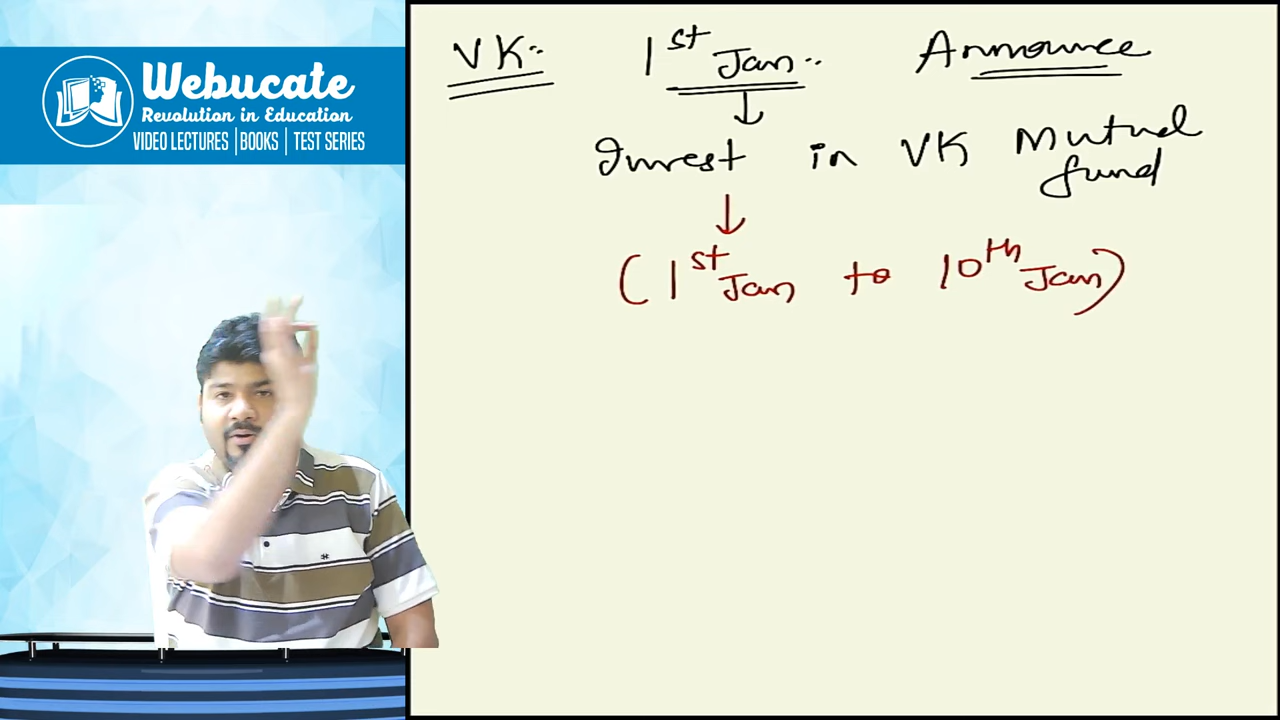 Webucate
Revolution in Education
VIDEO LECTURES | BOOKS | TEST SERIES
VK.. 1st Jan.. Announce
↓
Invest in VK Mutual fund
↓
(1st Jan to 10th Jan)